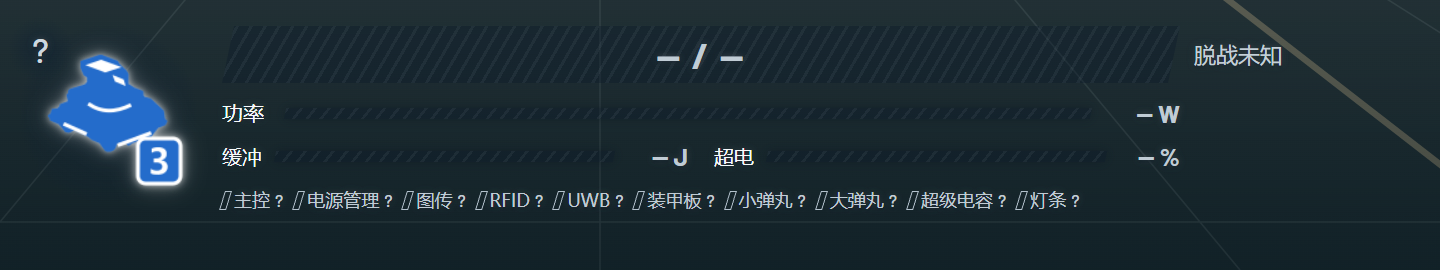 ?
– / –
脱战未知
功率 – W
3
缓冲 – J 超电 – %
主控 ? 电源管理 ? 图传 ? RFID ? UWB ? 装甲板 ? 小弹丸 ? 大弹丸 ? 超级电容 ? 灯条 ?